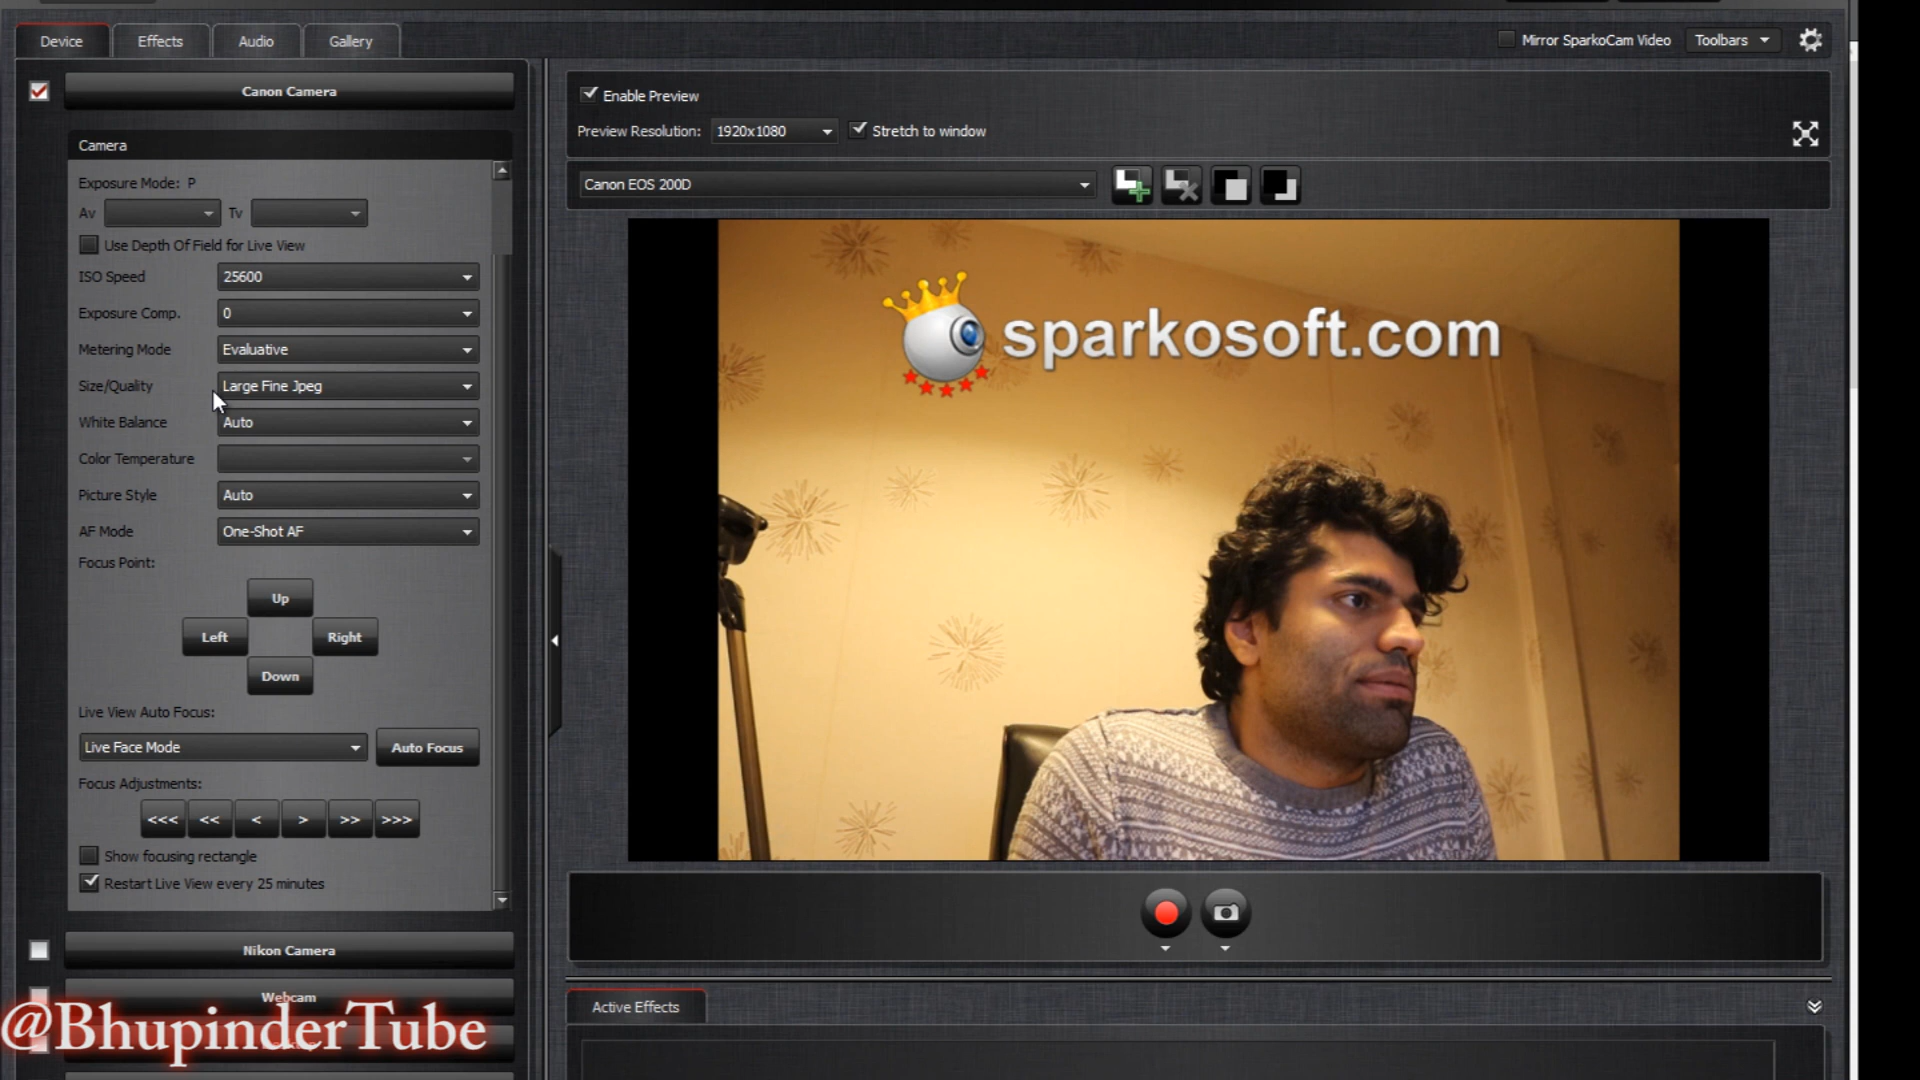 Device
Effects
Audio
Gallery
Mirror SparkoCam Video
Toolbars
Canon Camera
Enable Preview
Preview Resolution: 1920x1080
Stretch to window
Camera
Canon EOS 200D
Exposure Mode: P
Av
Tv
Use Depth Of Field for Live View
ISO Speed 25600
Exposure Comp. 0
Metering Mode Evaluative
Size/Quality Large Fine Jpeg
White Balance Auto
Color Temperature
Picture Style Auto
AF Mode One-Shot AF
Focus Point:
Up
Left Right
Down
Live View Auto Focus:
Live Face Mode Auto Focus
Focus Adjustments:
<<< << < > >> >>>
Show focusing rectangle
Restart Live View every 25 minutes
sparkosoft.com
Nikon Camera
Webcam
@BhupinderTube
Active Effects